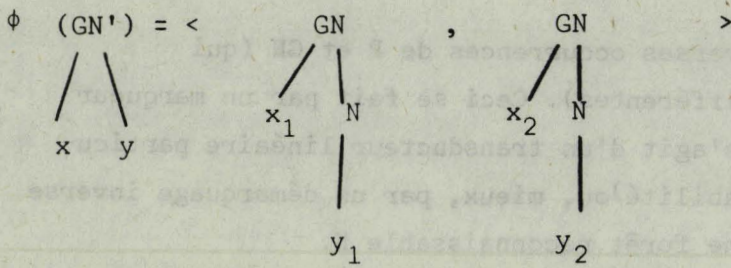 φ (GN') = < GN , GN >
x₁ N x₂ N
x y
y₁ y₂